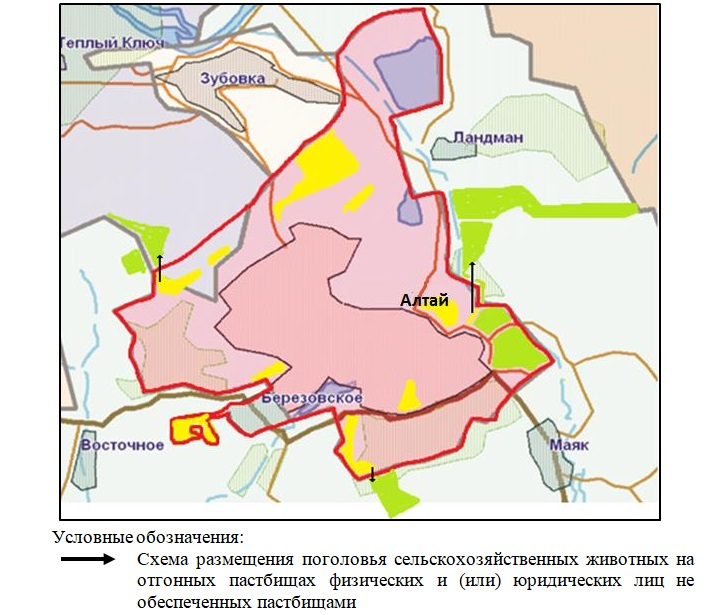 Теплый Ключ
Зубовка
Ландман
Алтай
Березовское
Восточное
Маяк
Условные обозначения:
Схема размещения поголовья сельскохозяйственных животных на
отгонных пастбищах физических и (или) юридических лиц не
обеспеченных пастбищами